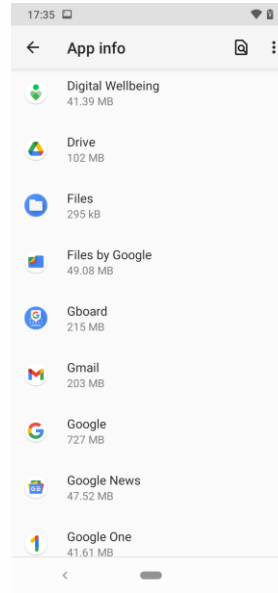 17:35
App info
Digital Wellbeing
41.39 MB
Drive
102 MB
Files
295 kB
Files by Google
49.08 MB
Gboard
215 MB
Gmail
203 MB
Google
727 MB
Google News
47.52 MB
Google One
41.61 MB